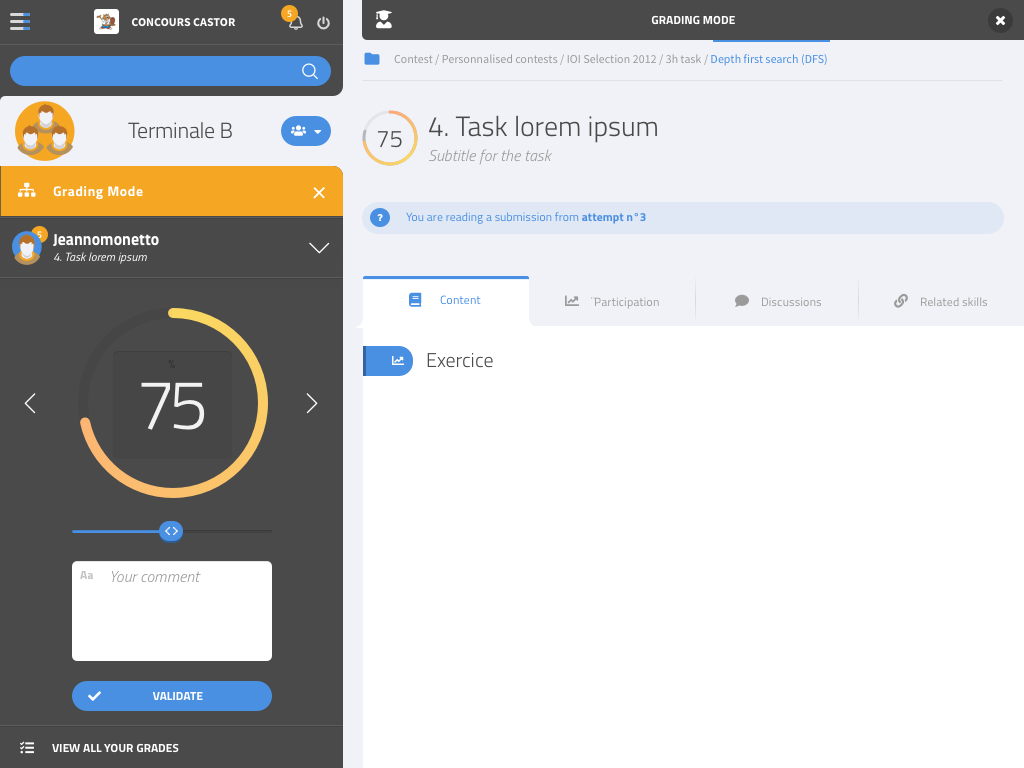 CONCOURS CASTOR
5
GRADING MODE
Contest / Personnalised contests / IOI Selection 2012 / 3h task / Depth first search (DFS)
Terminale B
75
4. Task lorem ipsum
Subtitle for the task
Grading Mode
? You are reading a submission from attempt n°3
Jeannomonetto
5
4. Task lorem ipsum
Content
Participation
Discussions
Related skills
Exercice
%
75
Aa Your comment
VALIDATE
VIEW ALL YOUR GRADES